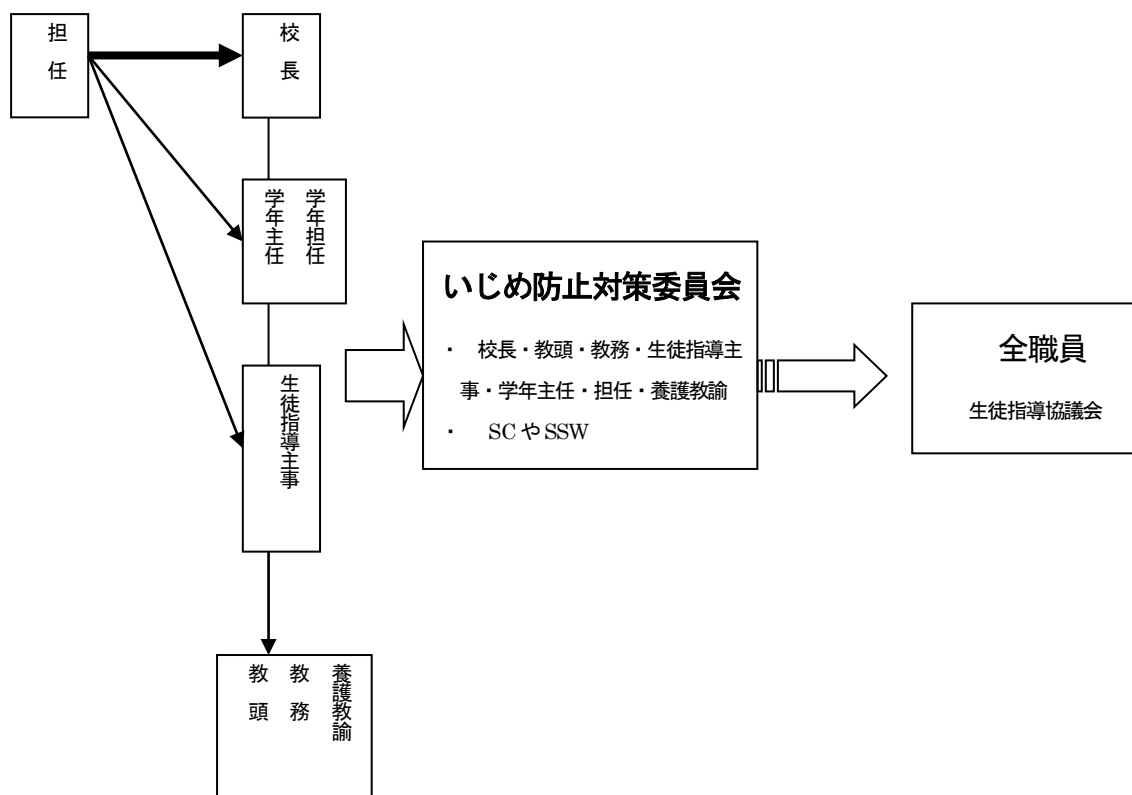 担任
校長
学年担任
学年主任
生徒指導主事
養護教諭
教務
教頭
いじめ防止対策委員会
・ 校長・教頭・教務・生徒指導主
事・学年主任・担任・養護教諭
・ SCやSSW
全職員
生徒指導協議会